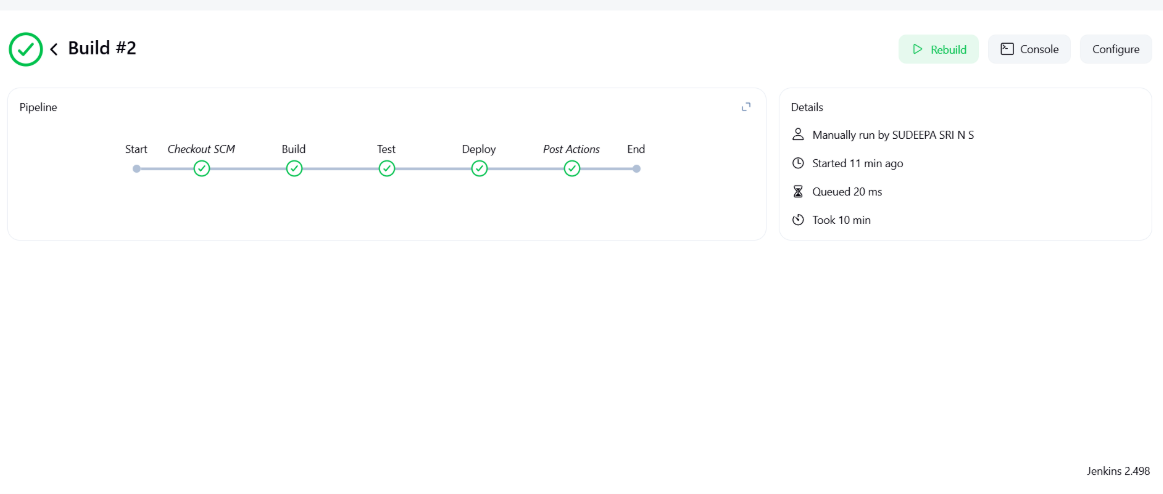 Build #2
Rebuild
Console
Configure
Pipeline
Start
Checkout SCM
Build
Test
Deploy
Post Actions
End
Details
Manually run by SUDEEPA SRI N S
Started 11 min ago
Queued 20 ms
Took 10 min
Jenkins 2.498